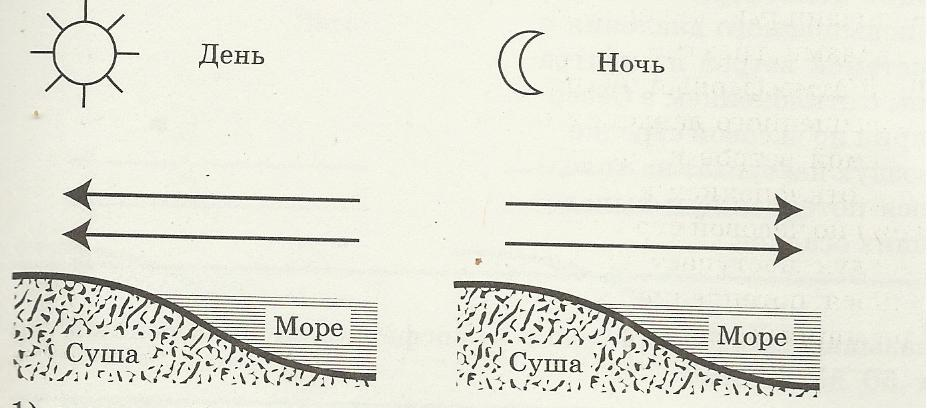 День
Ночь
Море
Суша
Море
Суша
1)